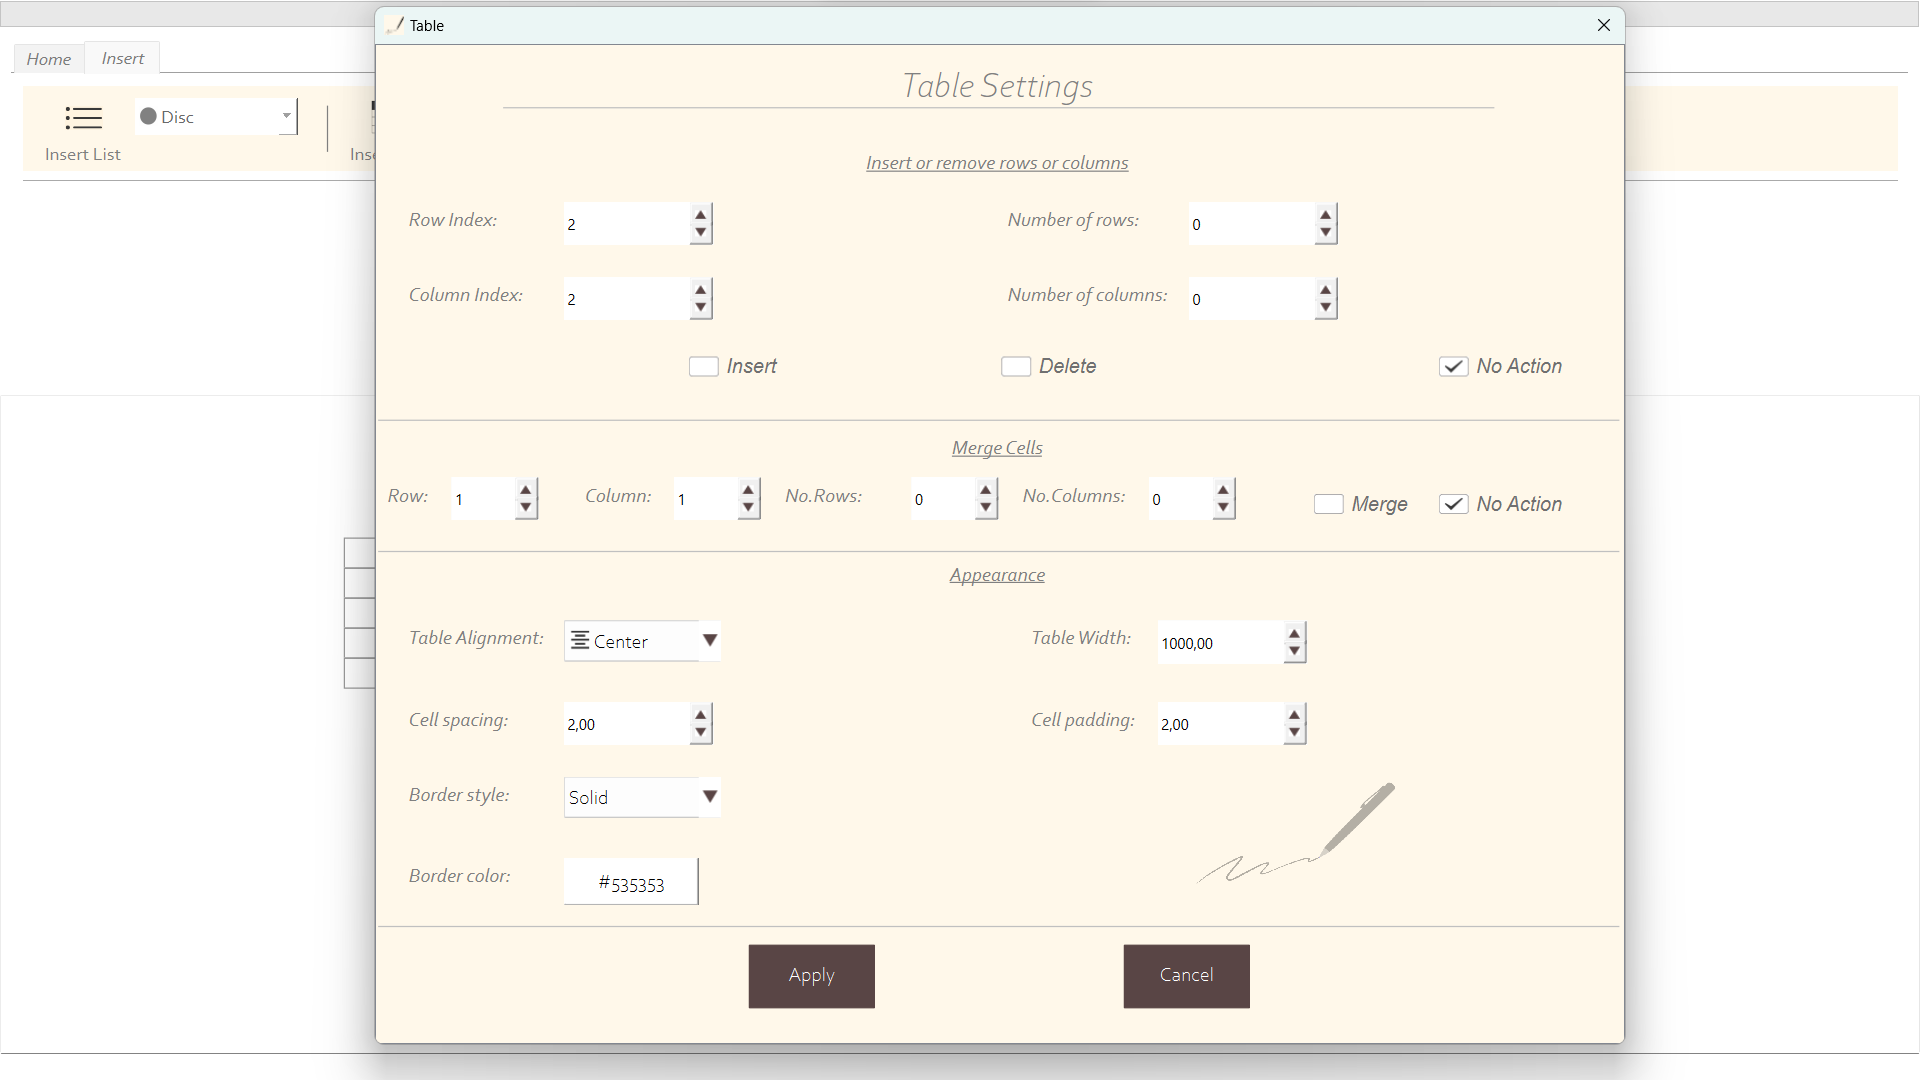 Table
Home
Insert
Table Settings
Disc
Insert List
Insert or remove rows or columns
Row Index:
2
Number of rows:
0
Column Index:
2
Number of columns:
0
Insert
Delete
No Action
Merge Cells
Row:
1
Column:
1
No.Rows:
0
No.Columns:
0
Merge
No Action
Appearance
Table Alignment:
Center
Table Width:
1000,00
Cell spacing:
2,00
Cell padding:
2,00
Border style:
Solid
Border color:
#535353
Apply
Cancel